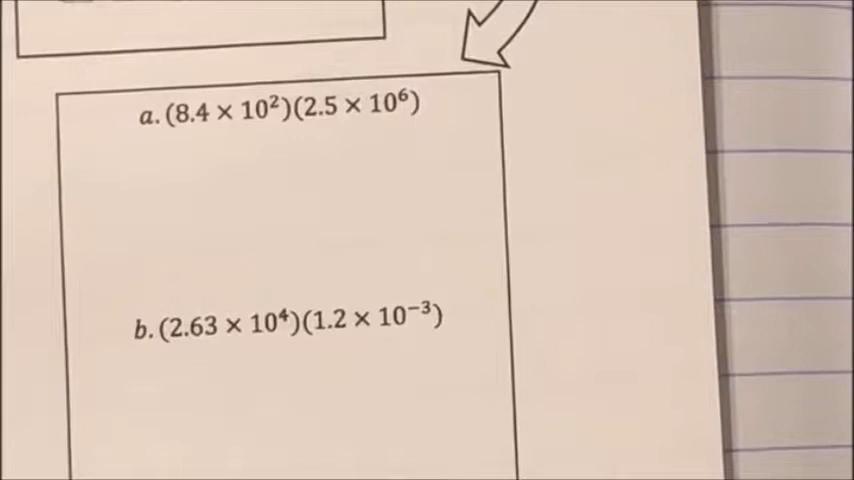 a. (8.4 × 10²)(2.5 × 10⁶)
b. (2.63 × 10⁴)(1.2 × 10⁻³)